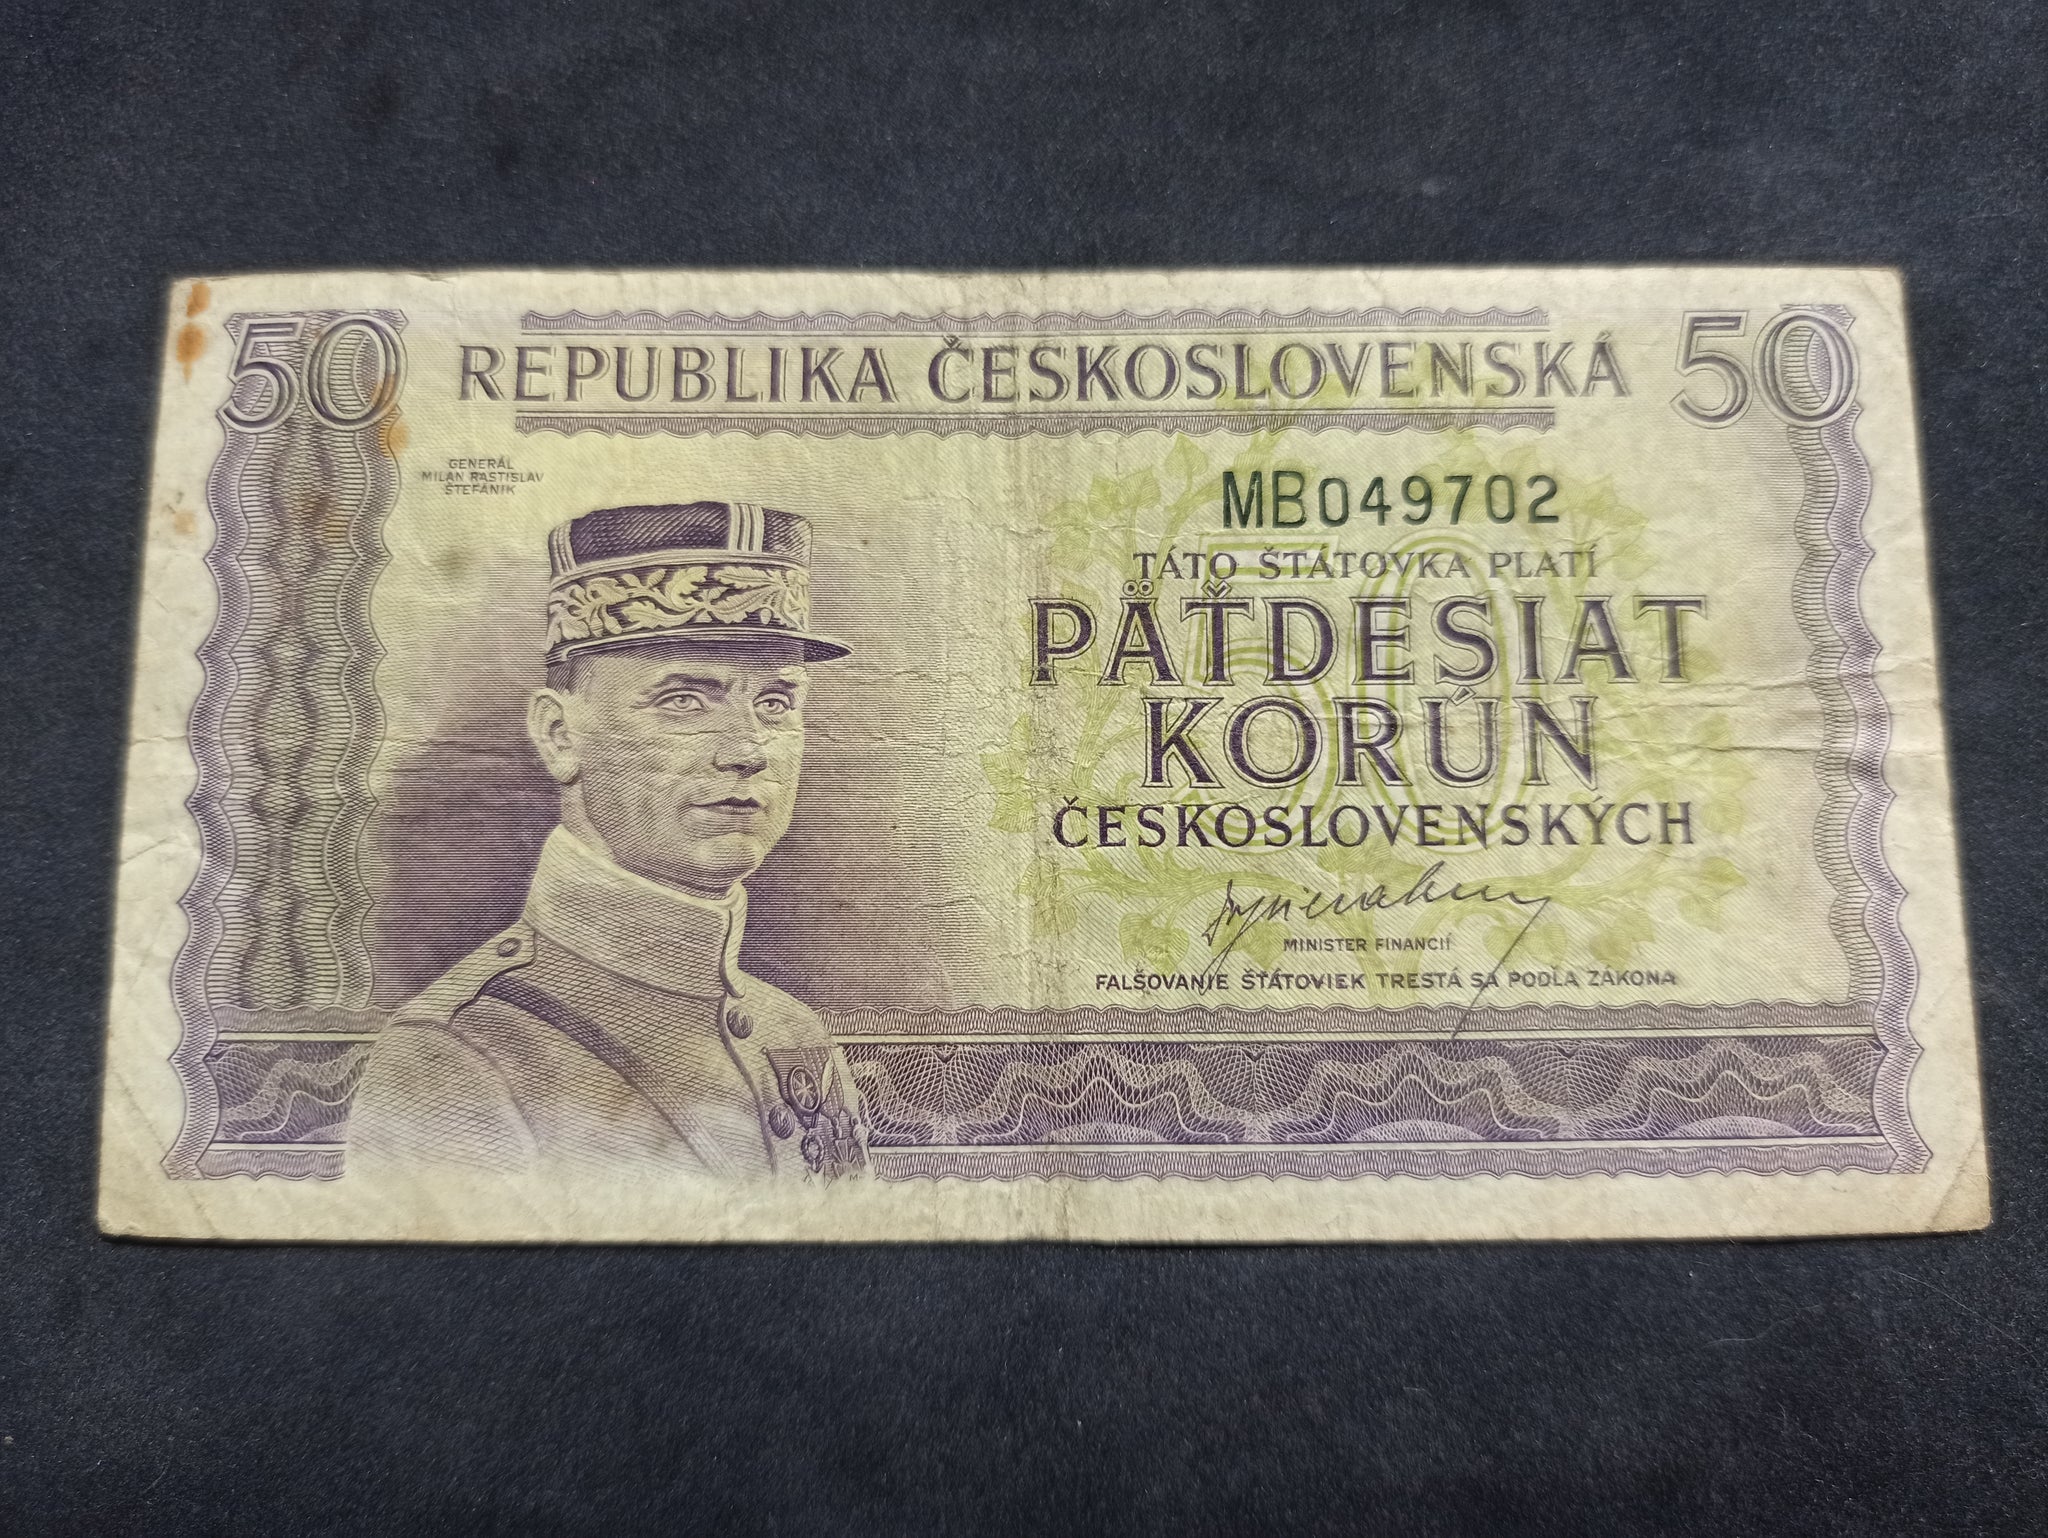 50 REPUBLIKA ČESKOSLOVENSKÁ 50
GENERÁL
MILAN RASTISLAV
ŠTEFÁNIK
MB049702
TÁTO ŠTÁTOVKA PLATÍ
PÄŤDESIAT
KORÚN
ČESKOSLOVENSKÝCH
50
MINISTER FINANCIÍ
FALŠOVANIE ŠTÁTOVIEK TRESTÁ SA PODĽA ZÁKONA